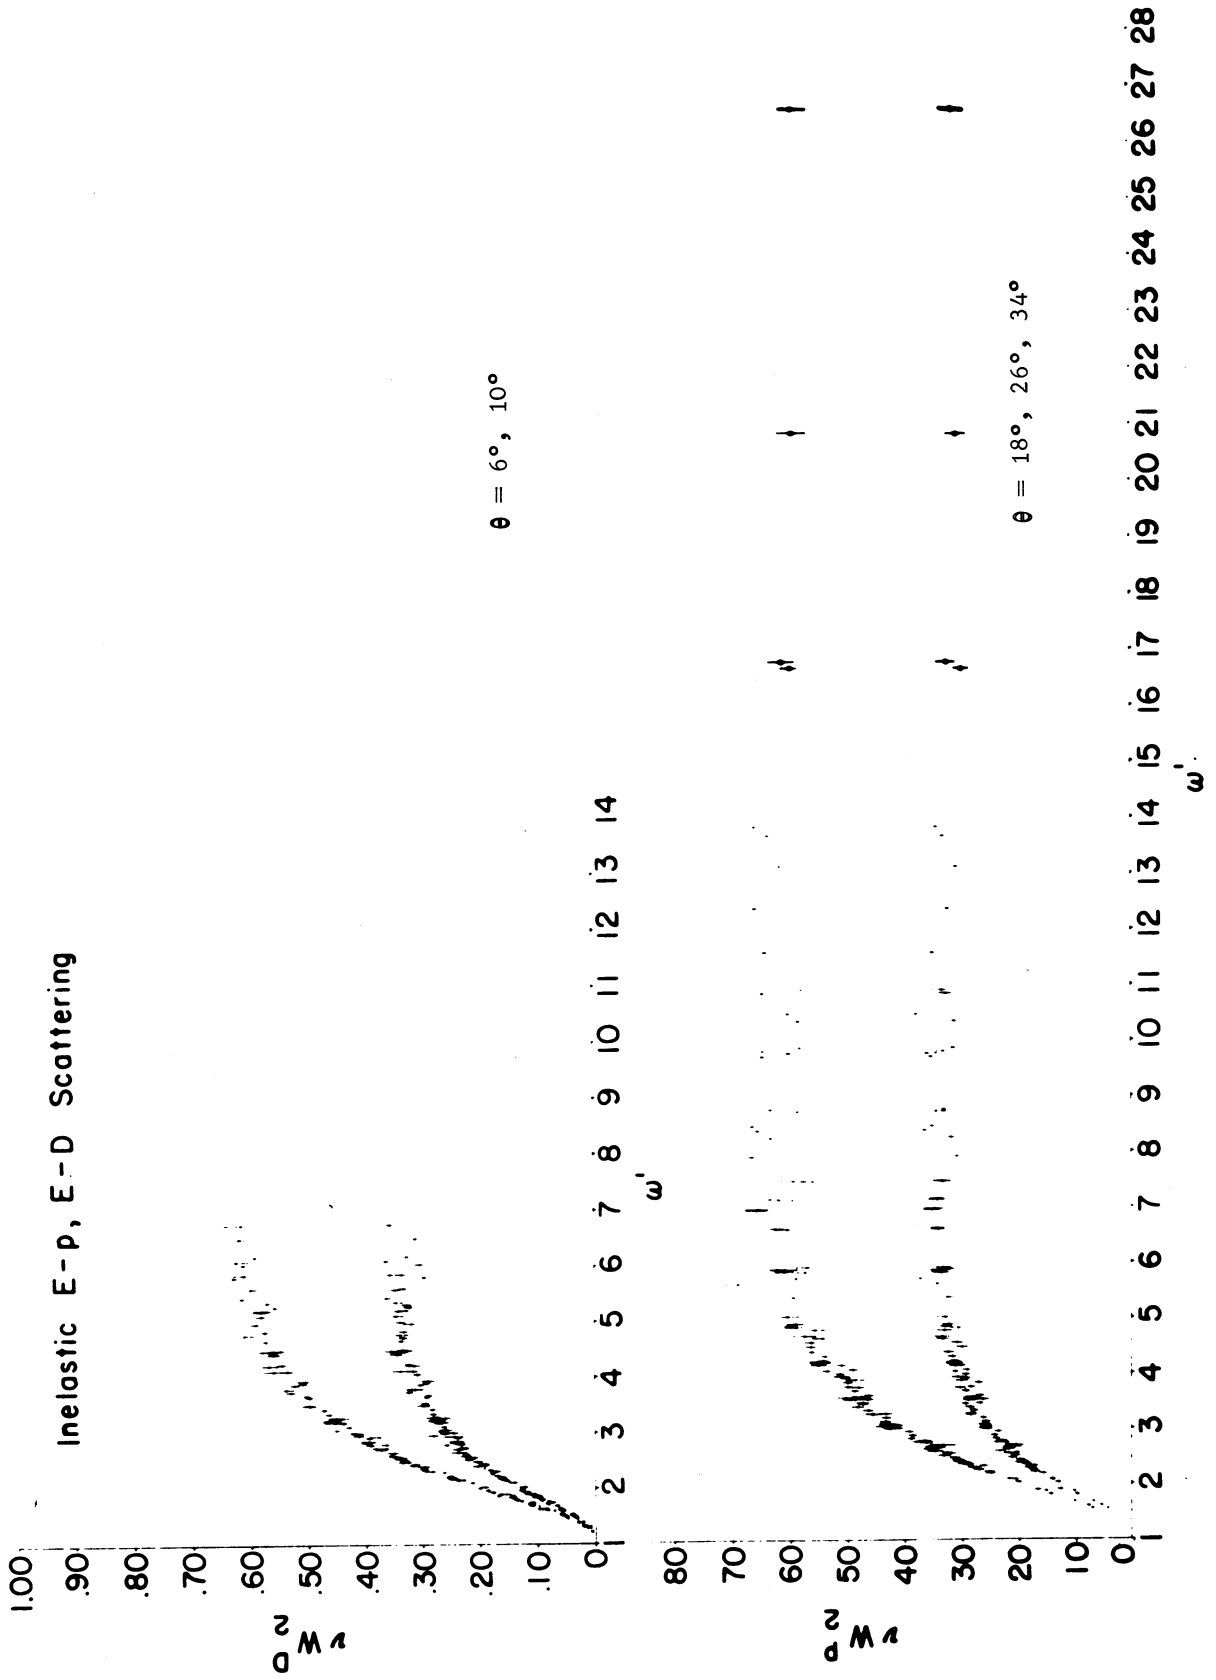 Inelastic E-p, E-D Scattering
1.00
.90
.80
.70
.60
.50
.40
.30
.20
.10
0
ν W₂ᴰ
θ = 6°, 10°
1 2 3 4 5 6 7 8 9 10 11 12 13 14
ω'
80
70
60
50
40
30
20
10
0
ν W₂ᴾ
θ = 18°, 26°, 34°
1 2 3 4 5 6 7 8 9 10 11 12 13 14 15 16 17 18 19 20 21 22 23 24 25 26 27 28
ω'